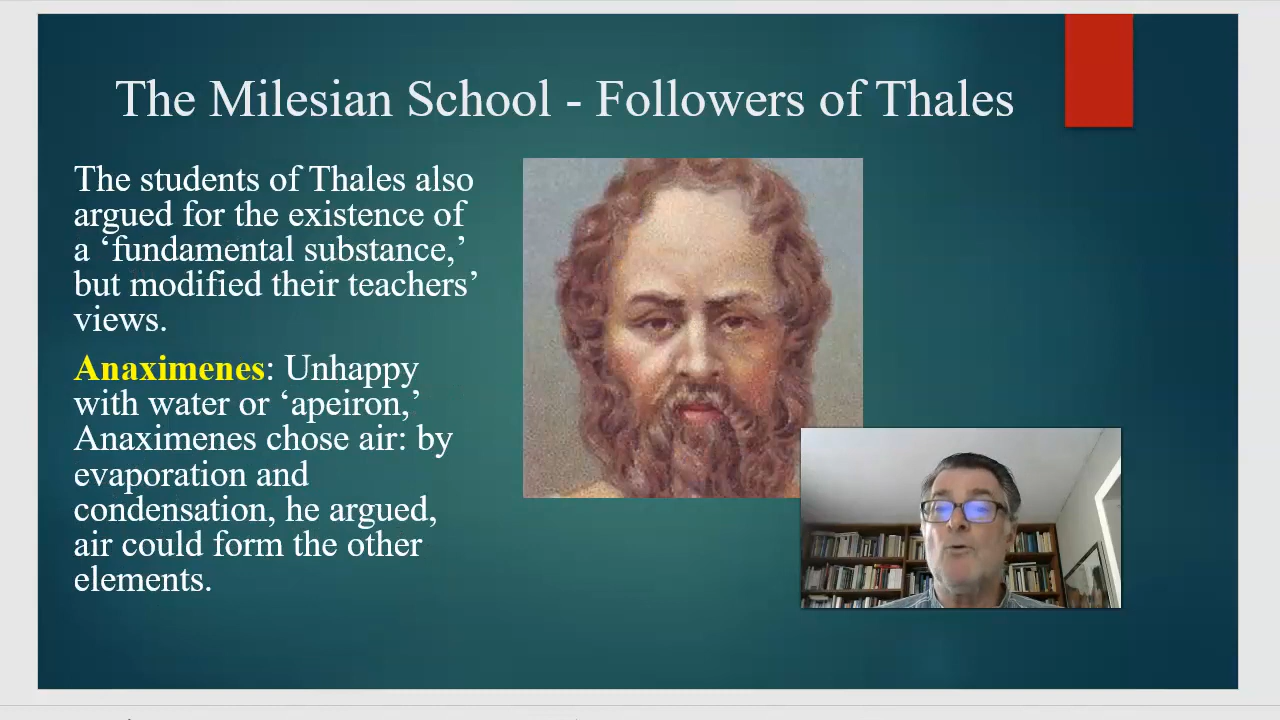 The Milesian School - Followers of Thales
The students of Thales also
argued for the existence of
a ‘fundamental substance,’
but modified their teachers’
views.
Anaximenes: Unhappy
with water or ‘apeiron,’
Anaximenes chose air: by
evaporation and
condensation, he argued,
air could form the other
elements.